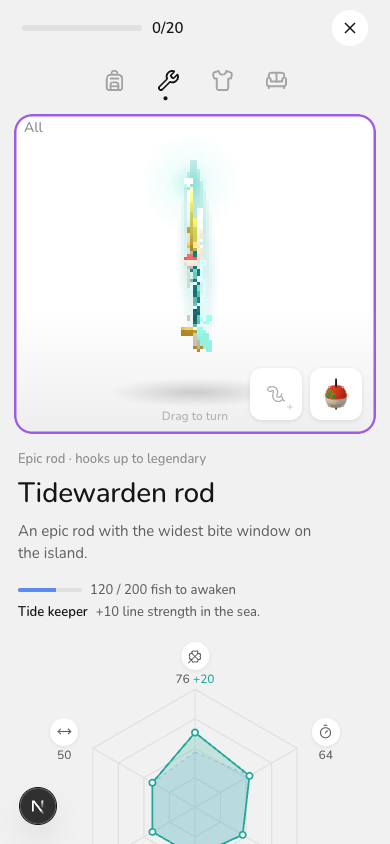 0/20
All
Drag to turn
Epic rod · hooks up to legendary
Tidewarden rod
An epic rod with the widest bite window on
the island.
120 / 200 fish to awaken
Tide keeper +10 line strength in the sea.
76 +20
50
64
N